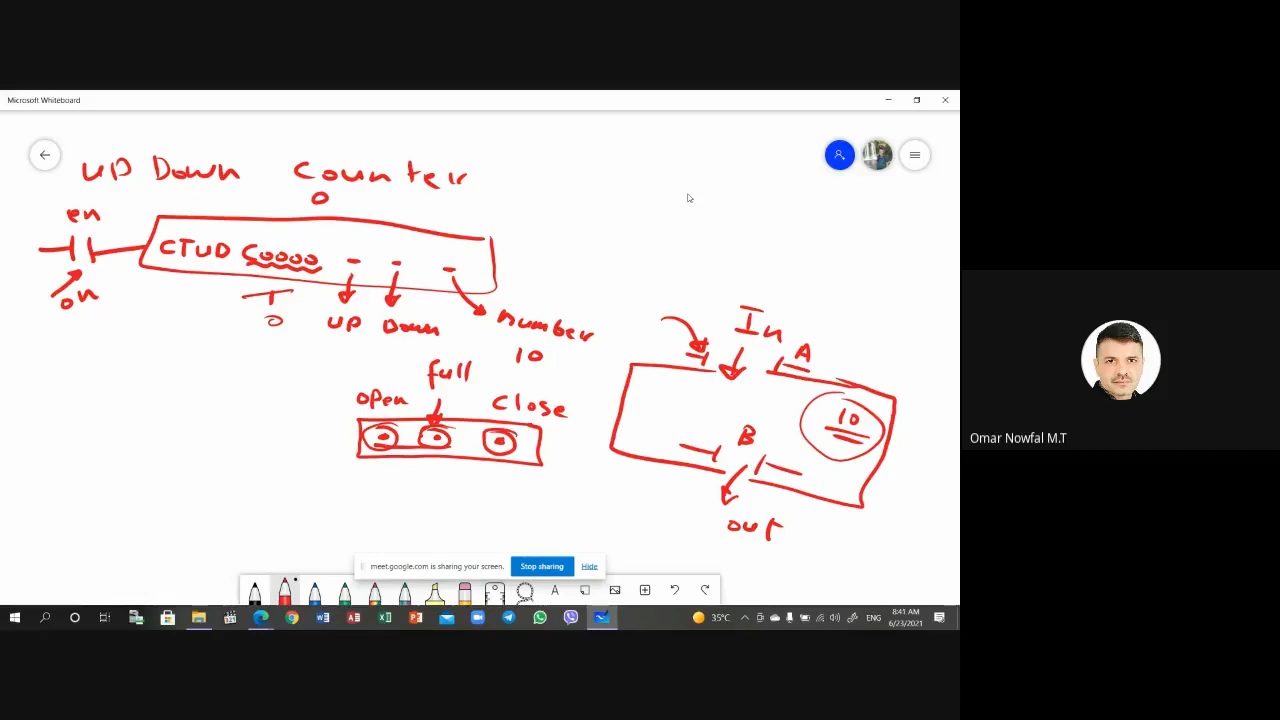 Microsoft Whiteboard
UP Down Counter
0
en
CTUD C0000 - - -
on
0
UP Down number
10
full
open close
In
A
10
B
out
meet.google.com is sharing your screen. Stop sharing Hide
35°C ENG 8:41 AM
6/23/2021
Omar Nowfal M.T